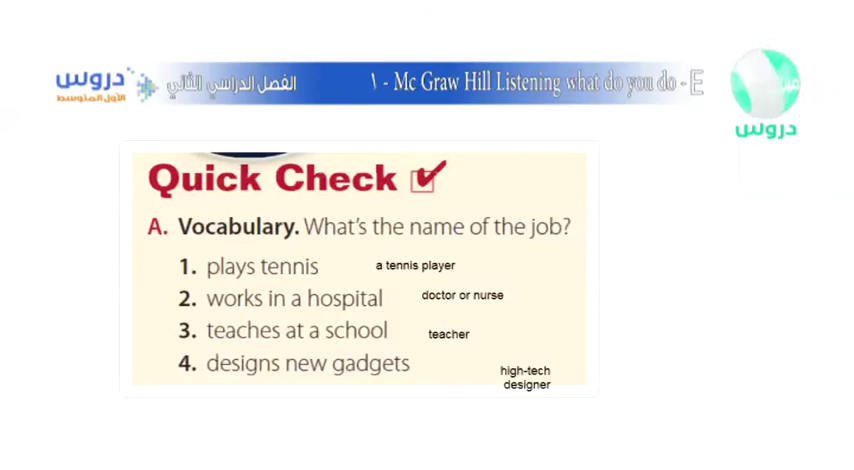 دروس
الأول المتوسط
الفصل الدراسي الثاني
١ - Mc Graw Hill Listening what do you do - E
دروس
Quick Check
A. Vocabulary. What's the name of the job?
1. plays tennis a tennis player
2. works in a hospital doctor or nurse
3. teaches at a school teacher
4. designs new gadgets high-tech
designer